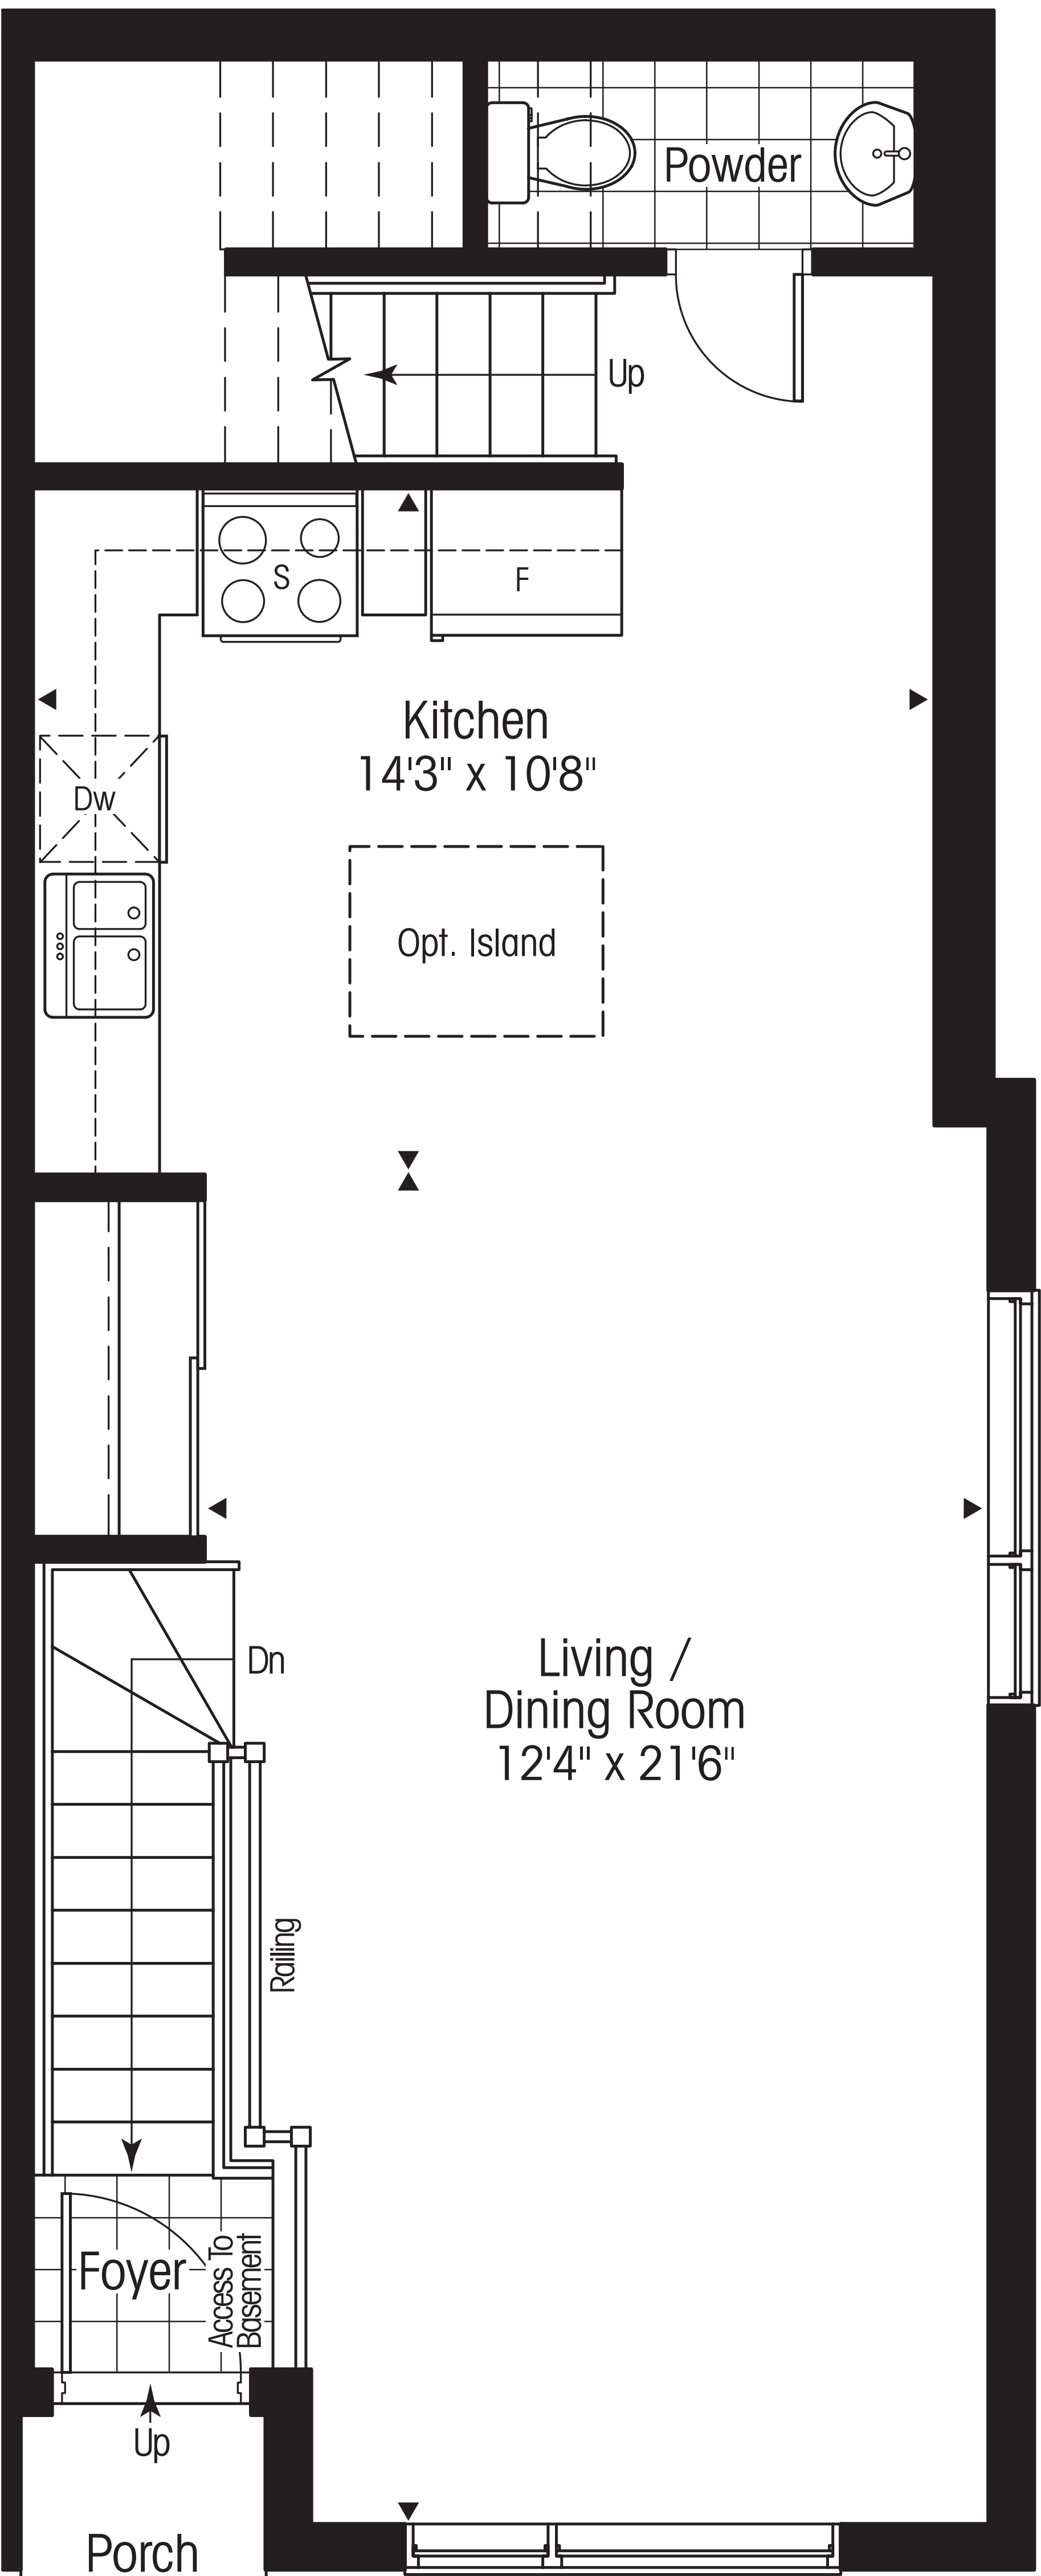 Powder
Up
S
F
Kitchen
14'3" x 10'8"
Dw
Opt. Island
Living /
Dining Room
12'4" x 21'6"
Dn
Railing
Foyer
Access To
Basement
Up
Porch